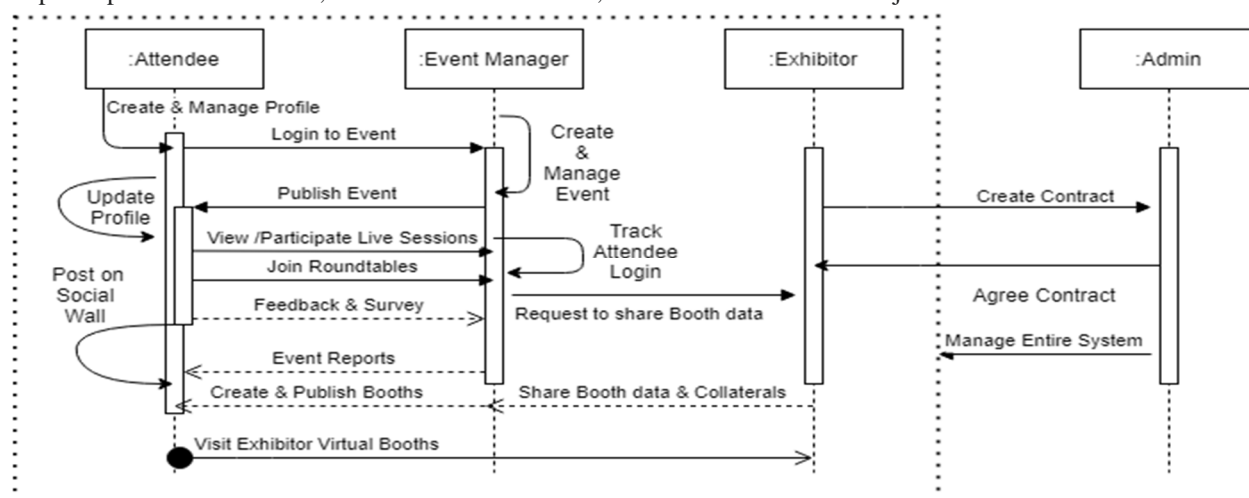 :Attendee
:Event Manager
:Exhibitor
:Admin
Create & Manage Profile
Login to Event
Create
&
Manage
Event
Update
Profile
Publish Event
Create Contract
View /Participate Live Sessions
Track
Attendee
Login
Join Roundtables
Post on
Social
Wall
Feedback & Survey
Request to share Booth data
Agree Contract
Manage Entire System
Event Reports
Create & Publish Booths
Share Booth data & Collaterals
Visit Exhibitor Virtual Booths